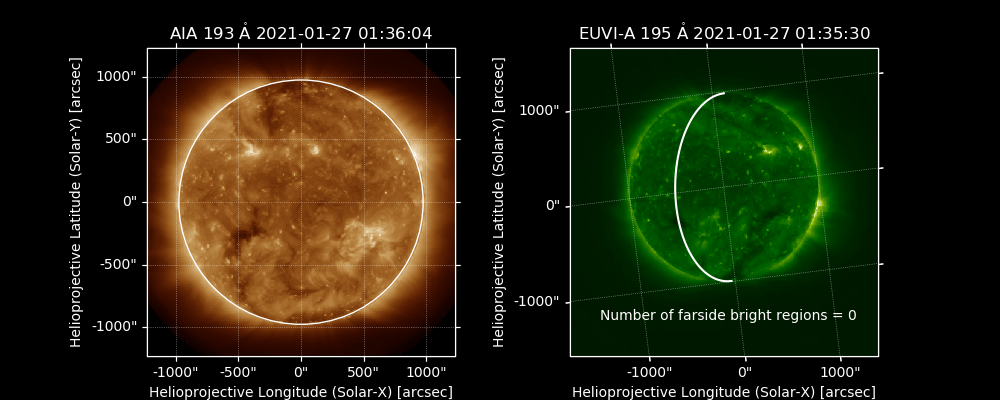 AIA 193 Å 2021-01-27 01:36:04
Helioprojective Latitude (Solar-Y) [arcsec]
1000"
500"
0"
-500"
-1000"
-1000"
-500"
0"
500"
1000"
Helioprojective Longitude (Solar-X) [arcsec]
EUVI-A 195 Å 2021-01-27 01:35:30
Helioprojective Latitude (Solar-Y) [arcsec]
1000"
0"
-1000"
Number of farside bright regions = 0
-1000"
0"
1000"
Helioprojective Longitude (Solar-X) [arcsec]